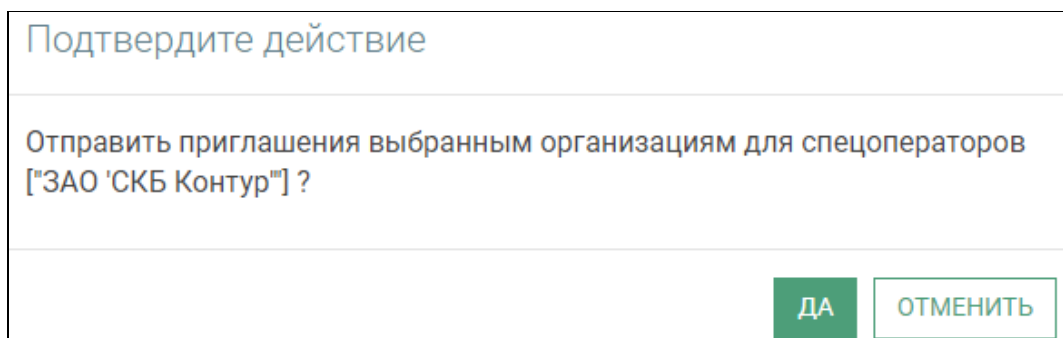 Подтвердите действие
Отправить приглашения выбранным организациям для спецоператоров
["ЗАО 'СКБ Контур'"] ?
ДА
ОТМЕНИТЬ